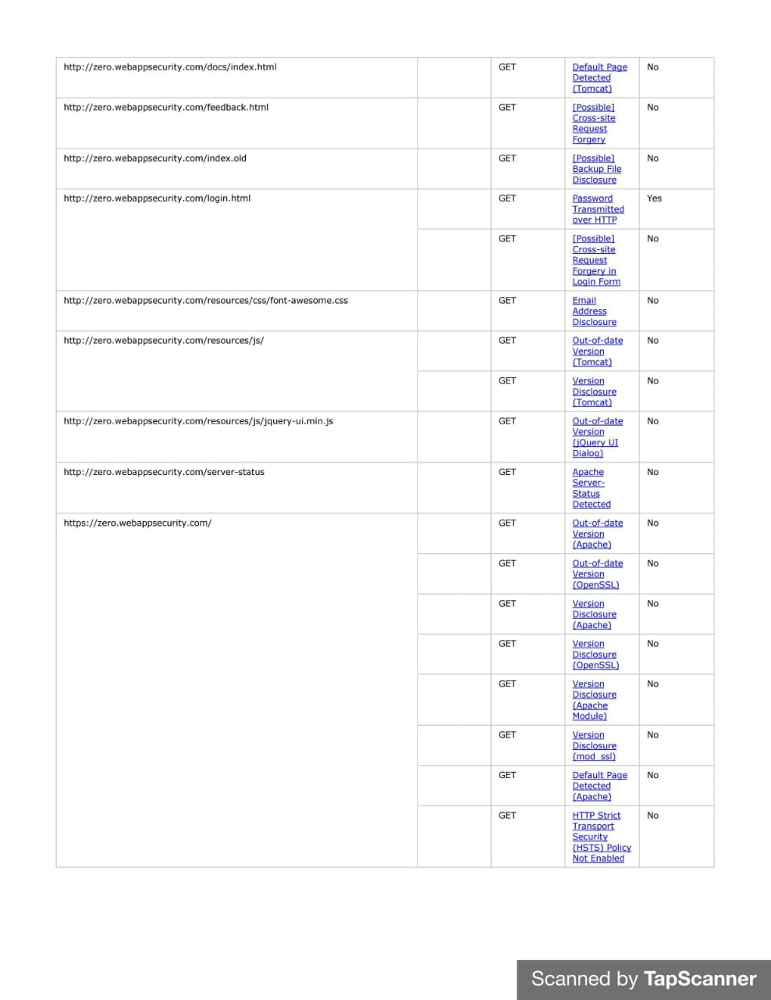 http://zero.webappsecurity.com/docs/index.html GET Default Page No
Detected
(Tomcat)
http://zero.webappsecurity.com/feedback.html GET [Possible] No
Cross-site
Request
Forgery
http://zero.webappsecurity.com/index.old GET [Possible] No
Backup File
Disclosure
http://zero.webappsecurity.com/login.html GET Password Yes
Transmitted
over HTTP
GET [Possible] No
Cross-site
Request
Forgery in
Login Form
http://zero.webappsecurity.com/resources/css/font-awesome.css GET Email No
Address
Disclosure
http://zero.webappsecurity.com/resources/js/ GET Out-of-date No
Version
(Tomcat)
GET Version No
Disclosure
(Tomcat)
http://zero.webappsecurity.com/resources/js/jquery-ui.min.js GET Out-of-date No
Version
(jQuery UI
Dialog)
http://zero.webappsecurity.com/server-status GET Apache No
Server-
Status
Detected
https://zero.webappsecurity.com/ GET Out-of-date No
Version
(Apache)
GET Out-of-date No
Version
(OpenSSL)
GET Version No
Disclosure
(Apache)
GET Version No
Disclosure
(OpenSSL)
GET Version No
Disclosure
(Apache
Module)
GET Version No
Disclosure
(mod_ssl)
GET Default Page No
Detected
(Apache)
GET HTTP Strict No
Transport
Security
(HSTS) Policy
Not Enabled
Scanned by TapScanner